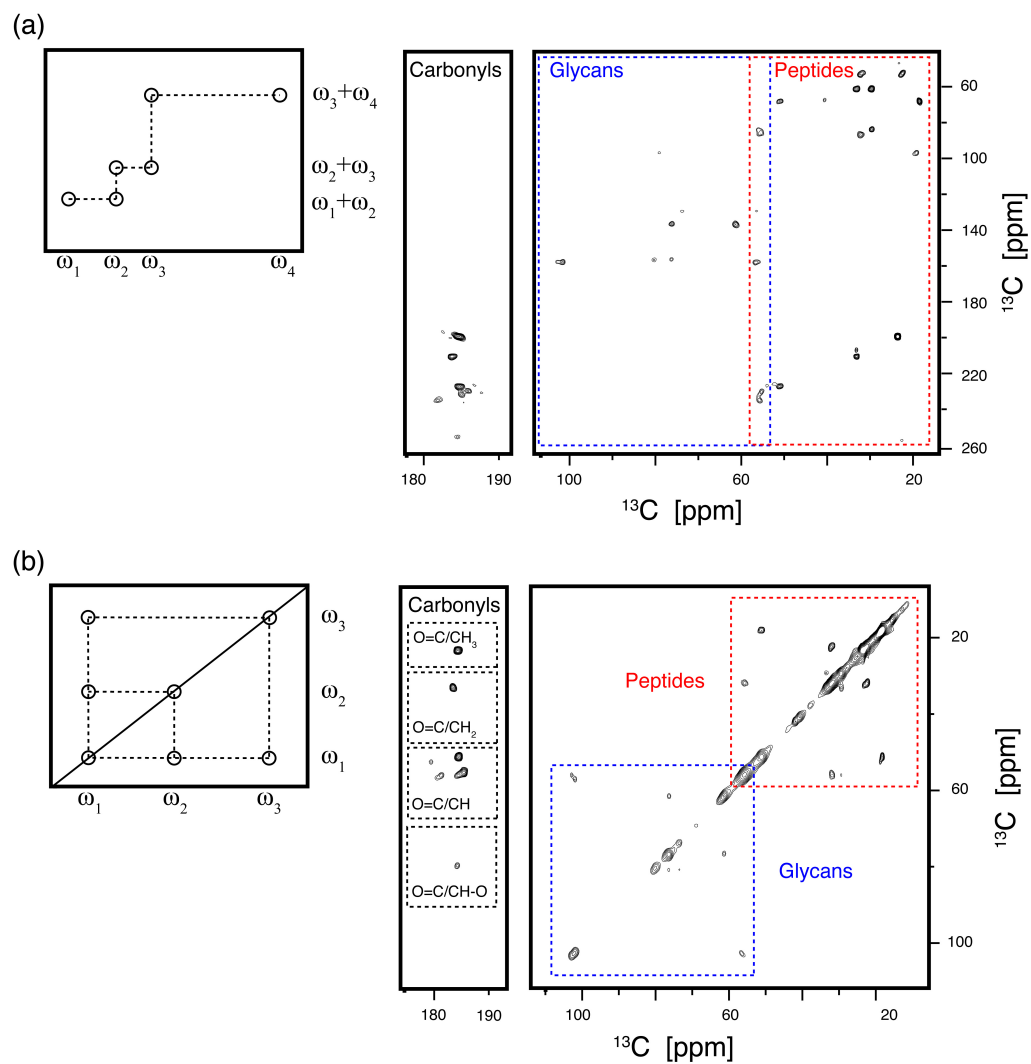 (a)
Carbonyls
Glycans
Peptides
ω3+ω4
ω2+ω3
ω1+ω2
ω1
ω2
ω3
ω4
60
100
140
180
220
260
13C [ppm]
180
190
100
60
20
13C [ppm]
(b)
Carbonyls
O=C/CH3
O=C/CH2
O=C/CH
O=C/CH-O
Peptides
Glycans
ω3
ω2
ω1
ω1
ω2
ω3
20
60
100
13C [ppm]
180
190
100
60
20
13C [ppm]